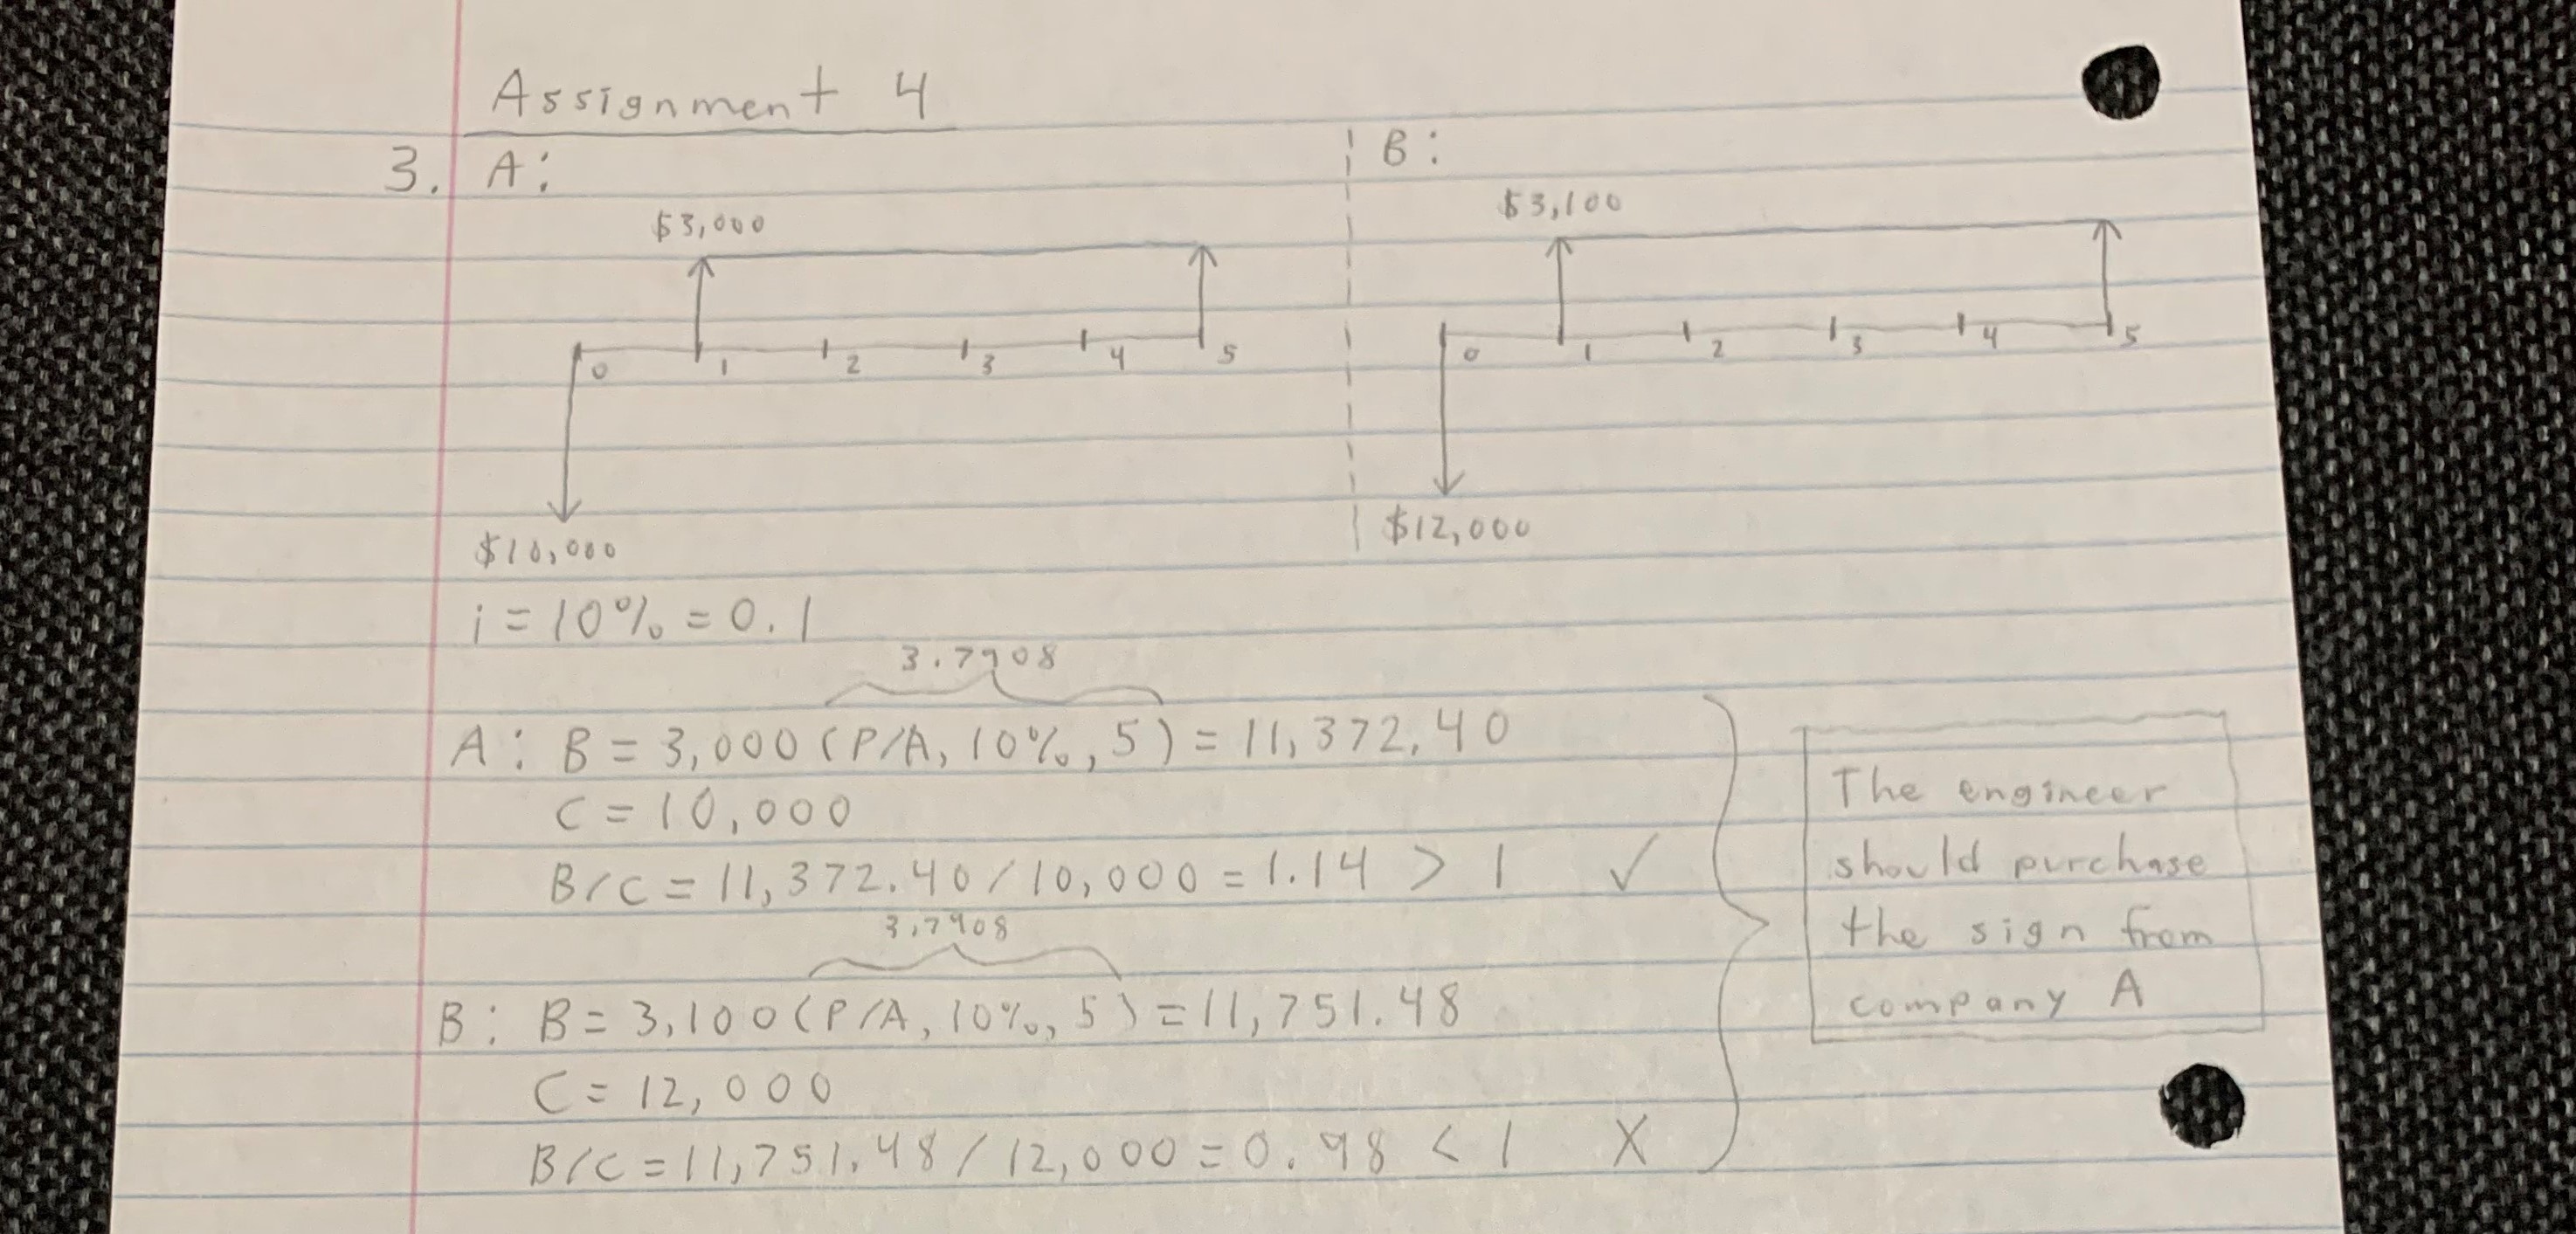 Assignment 4
3. A:
B:
$3,000
$3,100
0 1 2 3 4 5
0 1 2 3 4 5
$10,000
$12,000
i = 10% = 0.1
3.7908
A: B = 3,000 (P/A, 10%, 5) = 11,372.40
C = 10,000
B/C = 11,372.40 / 10,000 = 1.14 > 1 ✓
3.7908
B: B = 3,100 (P/A, 10%, 5) = 11,751.48
C = 12,000
B/C = 11,751.48 / 12,000 = 0.98 < 1 X
The engineer
should purchase
the sign from
company A